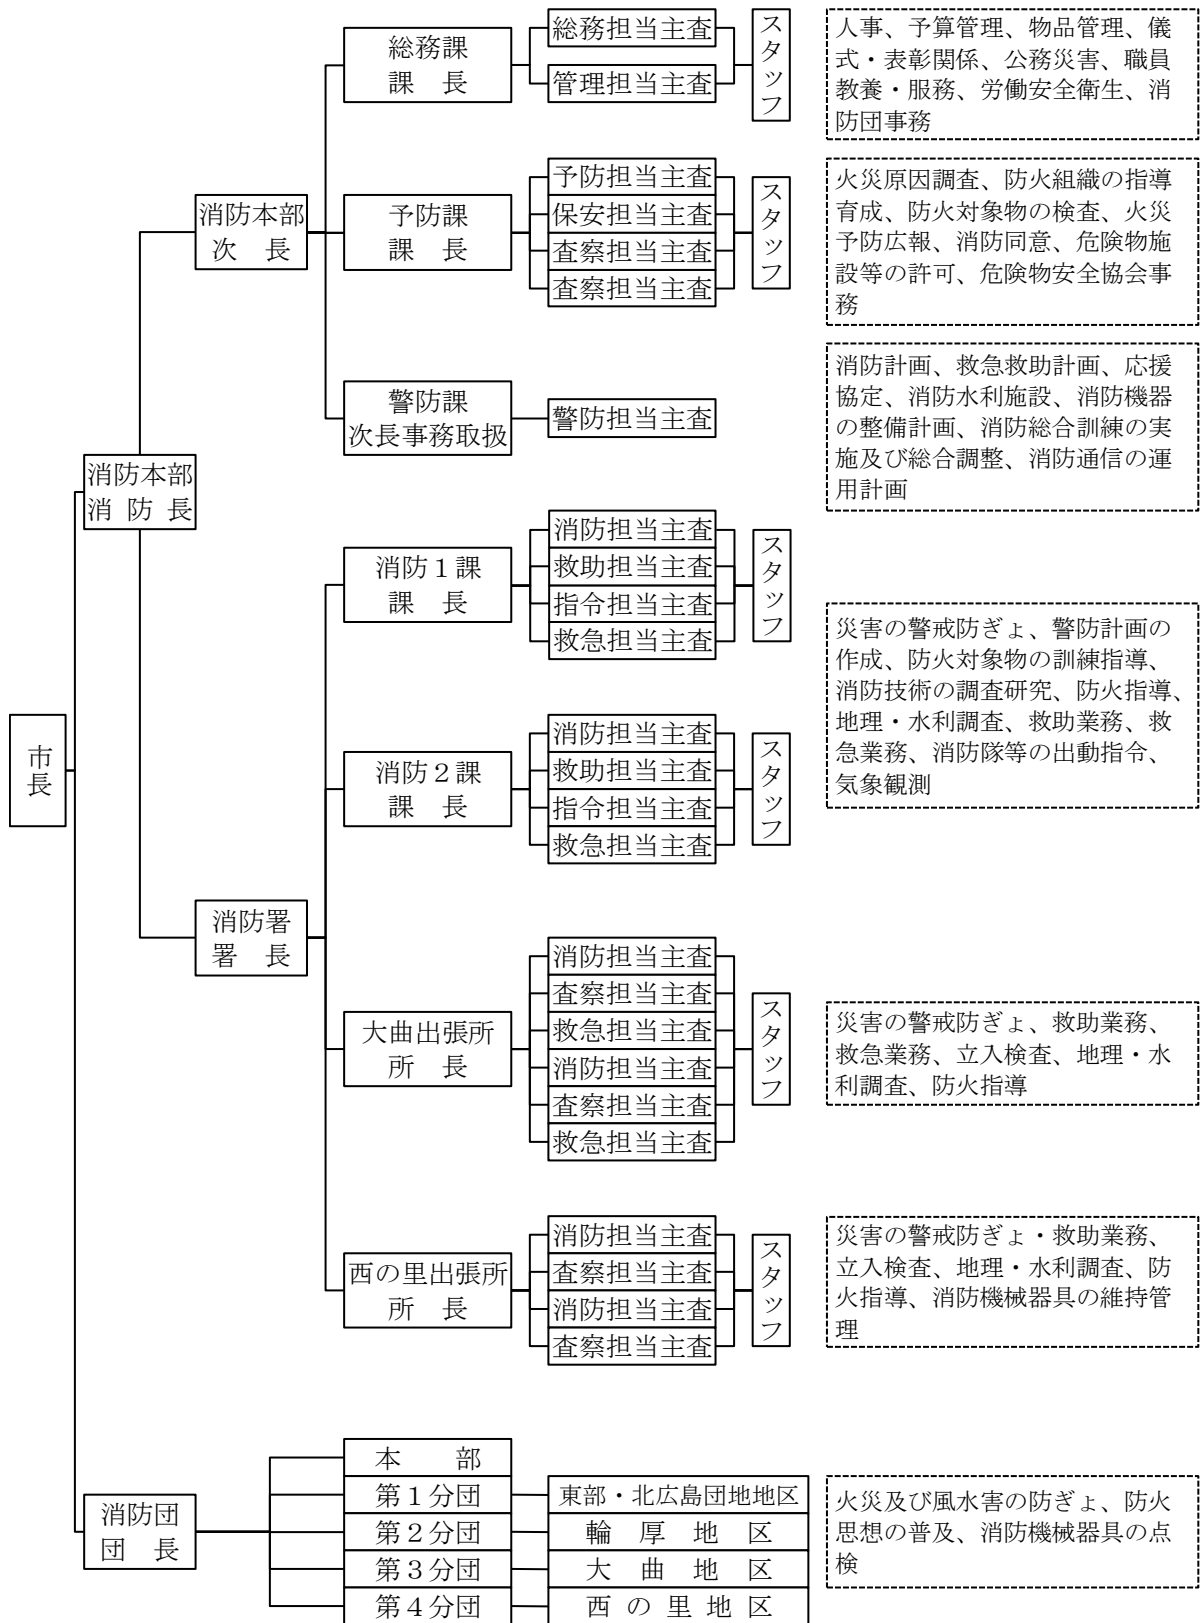 市
長
消防本部
消 防 長
消防本部
次　長
総務課
課　長
総務担当主査
管理担当主査
スタッフ
人事、予算管理、物品管理、儀
式・表彰関係、公務災害、職員
教養・服務、労働安全衛生、消
防団事務
予防課
課　長
予防担当主査
保安担当主査
査察担当主査
査察担当主査
スタッフ
火災原因調査、防火組織の指導
育成、防火対象物の検査、火災
予防広報、消防同意、危険物施
設等の許可、危険物安全協会事
務
警防課
次長事務取扱
警防担当主査
消防計画、救急救助計画、応援
協定、消防水利施設、消防機器
の整備計画、消防総合訓練の実
施及び総合調整、消防通信の運
用計画
消防署
署　長
消防１課
課　長
消防担当主査
救助担当主査
指令担当主査
救急担当主査
スタッフ
消防２課
課　長
消防担当主査
救助担当主査
指令担当主査
救急担当主査
スタッフ
災害の警戒防ぎょ、警防計画の
作成、防火対象物の訓練指導、
消防技術の調査研究、防火指導、
地理・水利調査、救助業務、救
急業務、消防隊等の出動指令、
気象観測
大曲出張所
所　長
消防担当主査
査察担当主査
救急担当主査
消防担当主査
査察担当主査
救急担当主査
スタッフ
災害の警戒防ぎょ、救助業務、
救急業務、立入検査、地理・水
利調査、防火指導
西の里出張所
所　長
消防担当主査
査察担当主査
消防担当主査
査察担当主査
スタッフ
災害の警戒防ぎょ・救助業務、
立入検査、地理・水利調査、防
火指導、消防機械器具の維持管
理
消防団
団　長
本　　部
第１分団
東部・北広島団地地区
第２分団
輪　厚　地　区
第３分団
大　曲　地　区
第４分団
西 の 里 地 区
火災及び風水害の防ぎょ、防火
思想の普及、消防機械器具の点
検